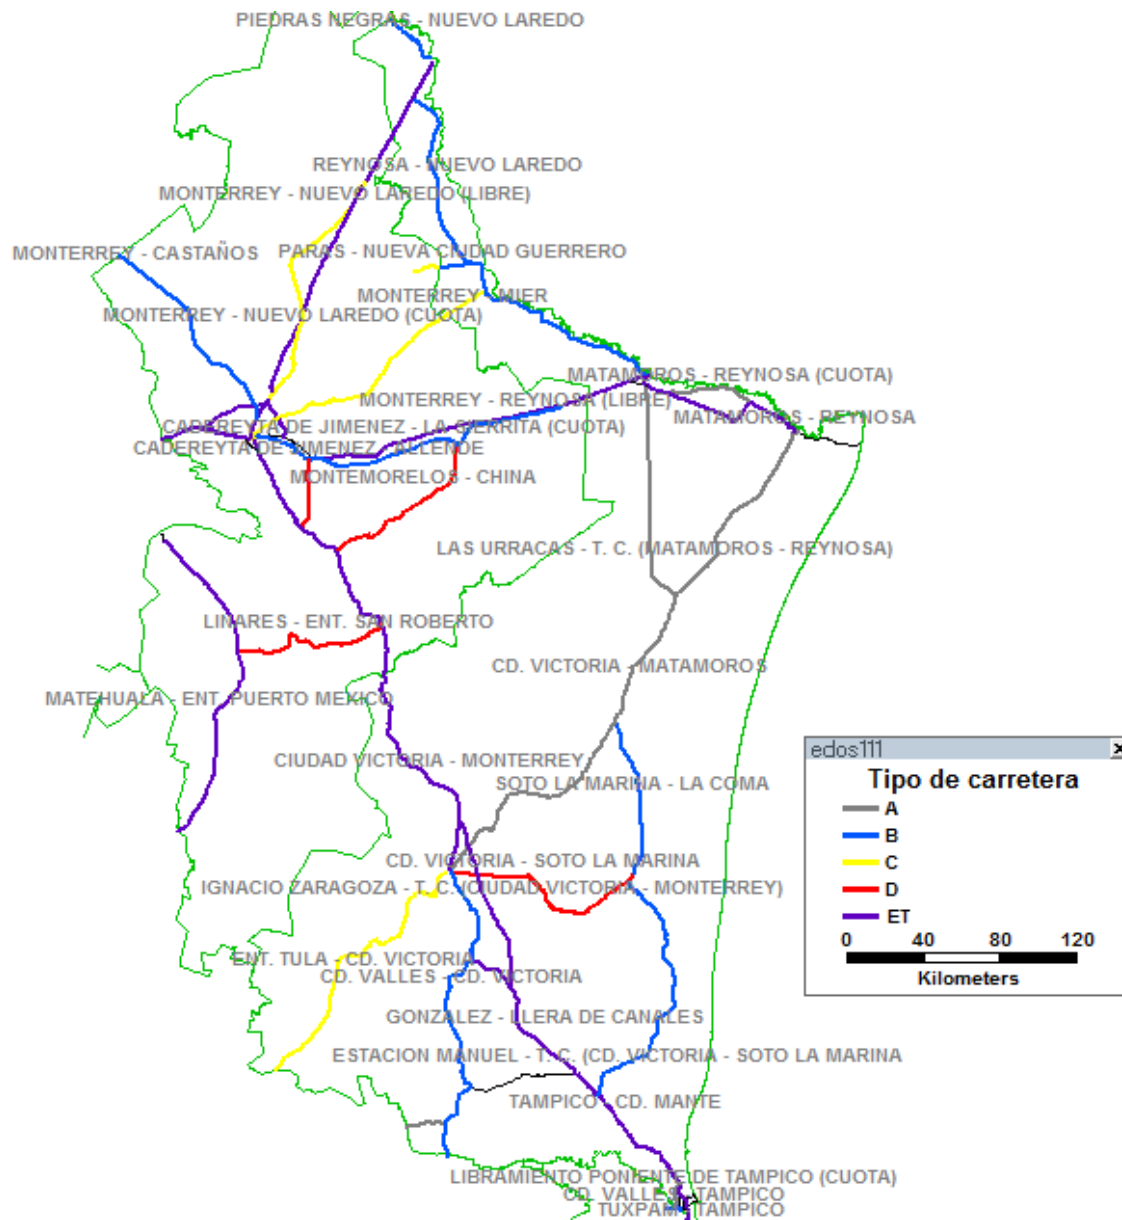 PIEDRAS NEGRAS - NUEVO LAREDO
REYNOSA - NUEVO LAREDO
MONTERREY - NUEVO LAREDO (LIBRE)
MONTERREY - CASTAÑOS
PARAS - NUEVA CIUDAD GUERRERO
MONTERREY - MIER
MONTERREY - NUEVO LAREDO (CUOTA)
MATAMOROS - REYNOSA (CUOTA)
MONTERREY - REYNOSA (LIBRE)
MATAMOROS - REYNOSA
CADEREYTA DE JIMENEZ - LA SIERRITA (CUOTA)
CADEREYTA DE JIMENEZ - ALLENDE
MONTEMORELOS - CHINA
LAS URRACAS - T. C. (MATAMOROS - REYNOSA)
LINARES - ENT. SAN ROBERTO
CD. VICTORIA - MATAMOROS
MATEHUALA - ENT. PUERTO MEXICO
CIUDAD VICTORIA - MONTERREY
SOTO LA MARINA - LA COMA
CD. VICTORIA - SOTO LA MARINA
IGNACIO ZARAGOZA - T. C. (CIUDAD VICTORIA - MONTERREY)
ENT. TULA - CD. VICTORIA
CD. VALLES - CD. VICTORIA
GONZALEZ - LLERA DE CANALES
ESTACION MANUEL - T. C. (CD. VICTORIA - SOTO LA MARINA
TAMPICO - CD. MANTE
LIBRAMIENTO PONIENTE DE TAMPICO (CUOTA)
CD. VALLES - TAMPICO
TUXPAM - TAMPICO
edos111
Tipo de carretera
A
B
C
D
ET
0 40 80 120
Kilometers